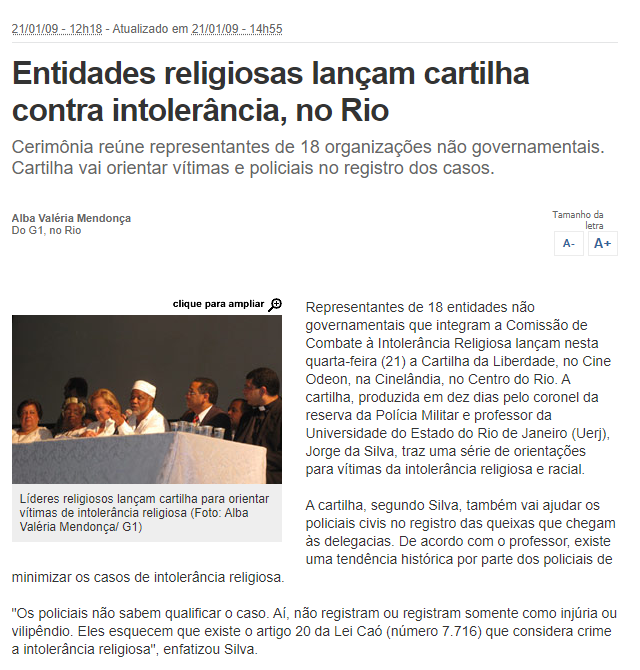 21/01/09 - 12h18 - Atualizado em 21/01/09 - 14h55
Entidades religiosas lançam cartilha
contra intolerância, no Rio
Cerimônia reúne representantes de 18 organizações não governamentais.
Cartilha vai orientar vítimas e policiais no registro dos casos.
Alba Valéria Mendonça
Do G1, no Rio
Tamanho da
letra
A- A+
clique para ampliar
Líderes religiosos lançam cartilha para orientar
vítimas de intolerância religiosa (Foto: Alba
Valéria Mendonça/ G1)
Representantes de 18 entidades não
governamentais que integram a Comissão de
Combate à Intolerância Religiosa lançam nesta
quarta-feira (21) a Cartilha da Liberdade, no Cine
Odeon, na Cinelândia, no Centro do Rio. A
cartilha, produzida em dez dias pelo coronel da
reserva da Polícia Militar e professor da
Universidade do Estado do Rio de Janeiro (Uerj),
Jorge da Silva, traz uma série de orientações
para vítimas da intolerância religiosa e racial.
A cartilha, segundo Silva, também vai ajudar os
policiais civis no registro das queixas que chegam
às delegacias. De acordo com o professor, existe
uma tendência histórica por parte dos policiais de
minimizar os casos de intolerância religiosa.
"Os policiais não sabem qualificar o caso. Aí, não registram ou registram somente como injúria ou
vilipêndio. Eles esquecem que existe o artigo 20 da Lei Caó (número 7.716) que considera crime
a intolerância religiosa", enfatizou Silva.